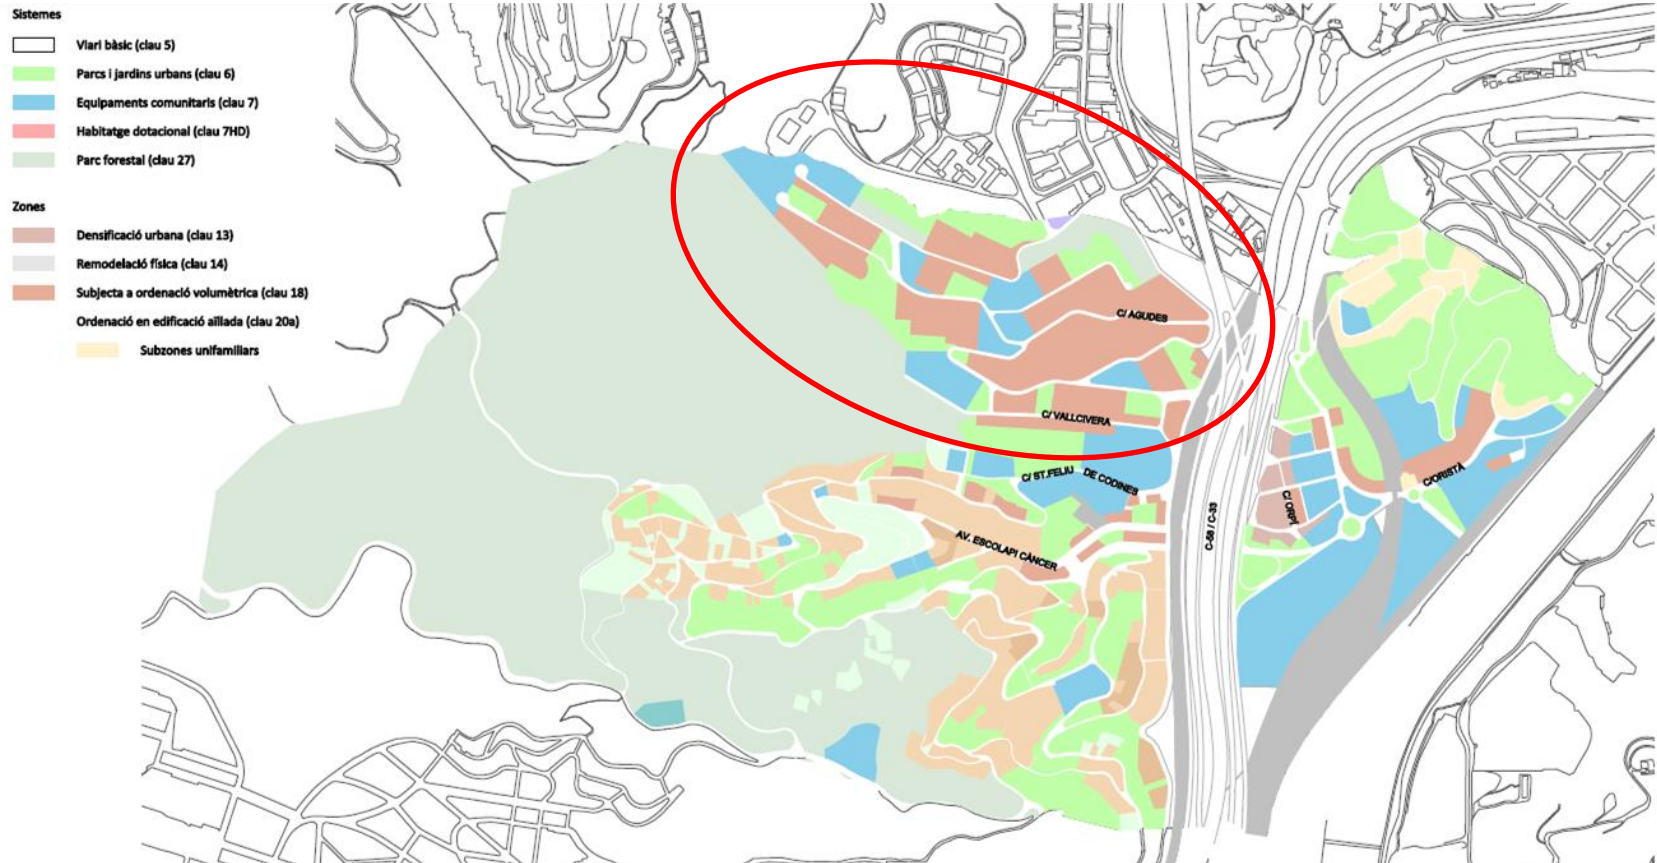 Sistemes
Viari bàsic (clau 5)
Parcs i jardins urbans (clau 6)
Equipaments comunitaris (clau 7)
Habitatge dotacional (clau 7HD)
Parc forestal (clau 27)
Zones
Densificació urbana (clau 13)
Remodelació física (clau 14)
Subjecta a ordenació volumètrica (clau 18)
Ordenació en edificació aïllada (clau 20a)
Subzones unifamiliars
C/ AGUDES
C/ VALLCIVERA
C/ ST.FELIU DE CODINES
C/ORISTÀ
C/ ORPÍ
C-58 / C-33
AV. ESCOLAPI CÀNCER